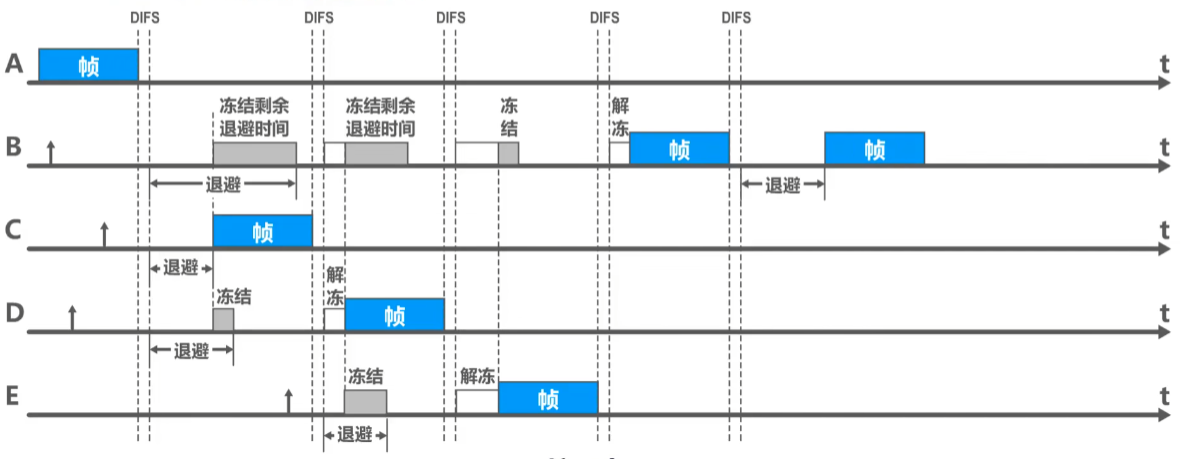 DIFS DIFS DIFS DIFS DIFS
A 帧 t
冻结剩余 冻结剩余 冻 解
退避时间 退避时间 结 冻
B 帧 帧 t
退避 退避
C 帧 t
退避 解
冻结 冻
D 帧 t
退避
冻结 解冻
E 帧 t
退避